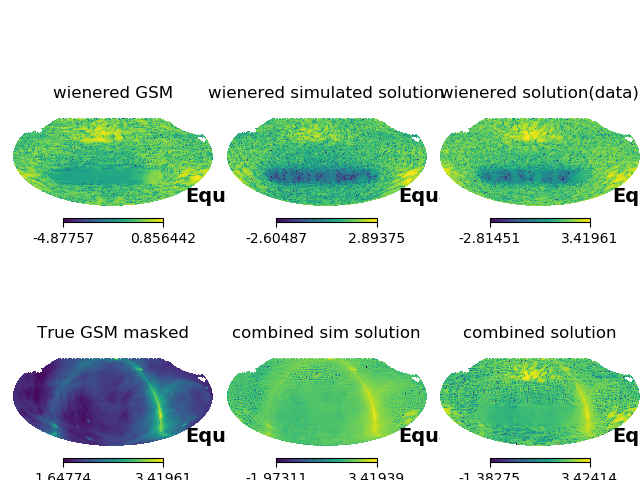 wienered GSM
wienered simulated solution
wienered solution(data)
Equ
Equ
Eq
-4.87757 0.856442
-2.60487 2.89375
-2.81451 3.41961
True GSM masked
combined sim solution
combined solution
Equ
Equ
Eq
1.64774 3.41961
-1.97311 3.41939
-1.38275 3.42414